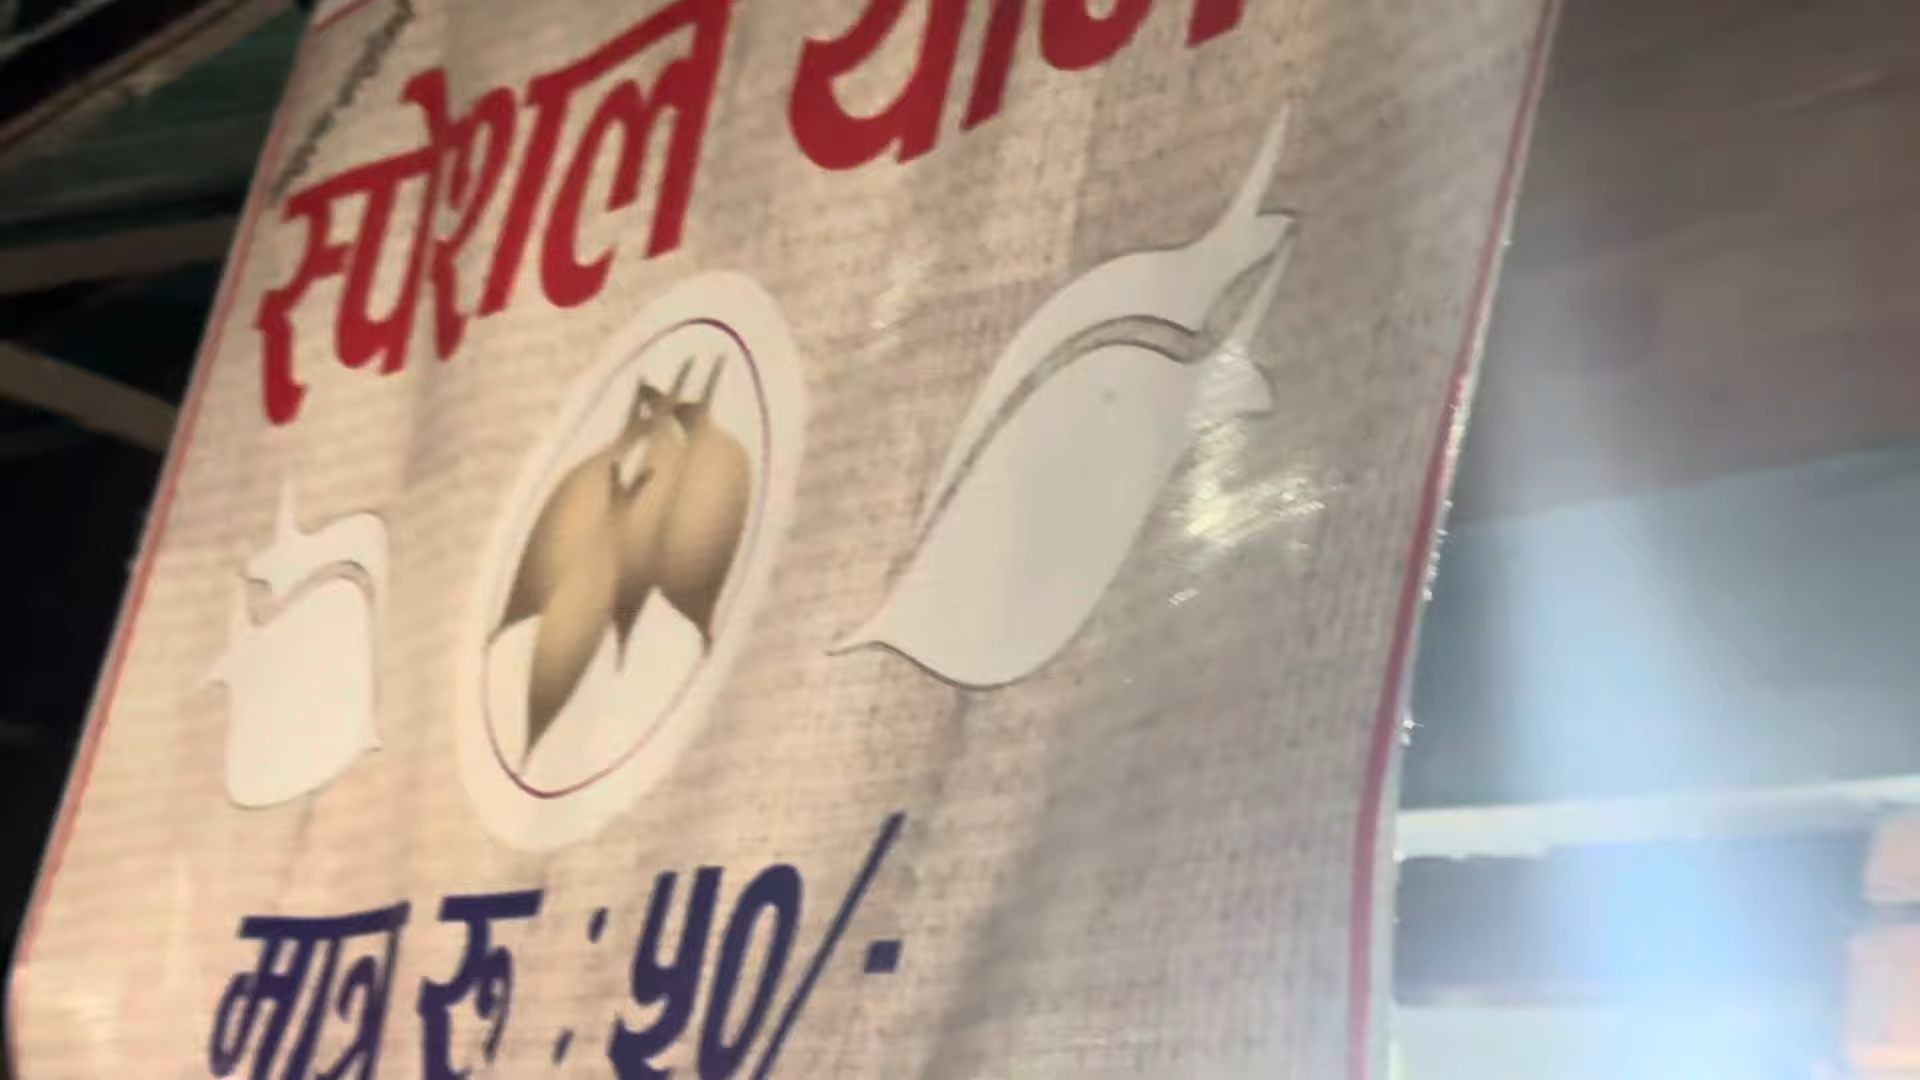 स्पेशल
मात्र रू : ५०/-